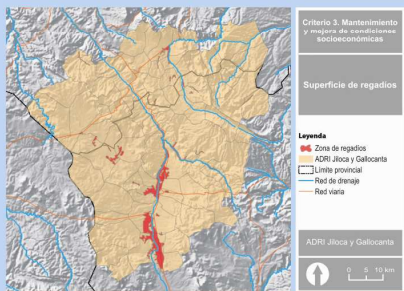 Criterio 3. Mantenimiento
y mejora de condiciones
socioeconómicas
Superficie de regadíos
Leyenda
Zona de regadíos
ADRI Jiloca y Gallocanta
Límite provincial
Red de drenaje
Red viaria
ADRI Jiloca y Gallocanta
0 5 10 km